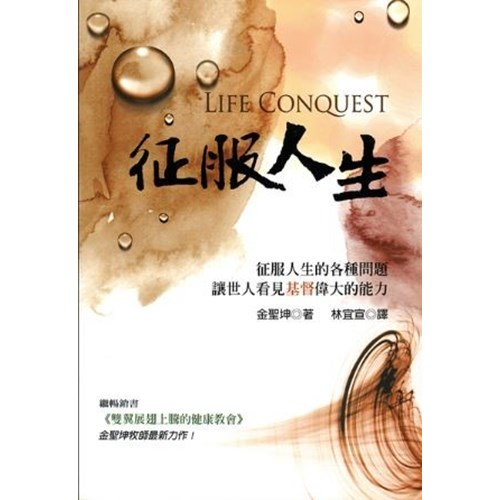 LIFE CONQUEST
征服人生
征服人生的各種問題
讓世人看見基督偉大的能力
金聖坤◎著 林宜宣◎譯
繼暢銷書
《雙翼展翅上騰的健康教會》
金聖坤牧師最新力作！